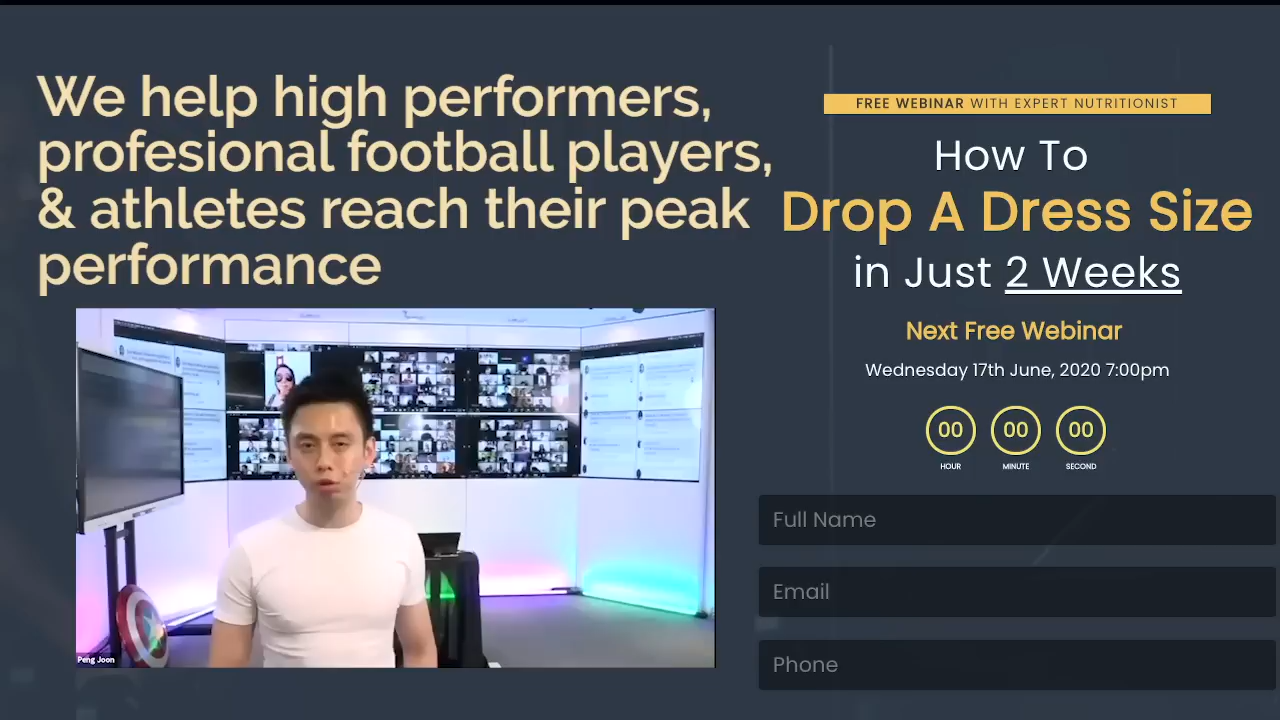 We help high performers,
profesional football players,
& athletes reach their peak
performance
Peng Joon
FREE WEBINAR WITH EXPERT NUTRITIONIST
How To
Drop A Dress Size
in Just 2 Weeks
Next Free Webinar
Wednesday 17th June, 2020 7:00pm
00 00 00
HOUR MINUTE SECOND
Full Name
Email
Phone